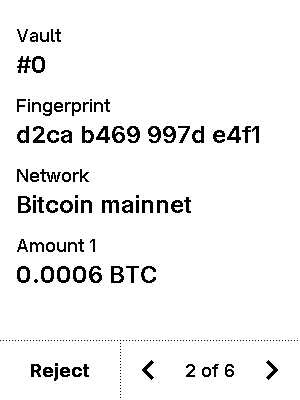 Vault
#0
Fingerprint
d2ca b469 997d e4f1
Network
Bitcoin mainnet
Amount 1
0.0006 BTC
Reject
2 of 6